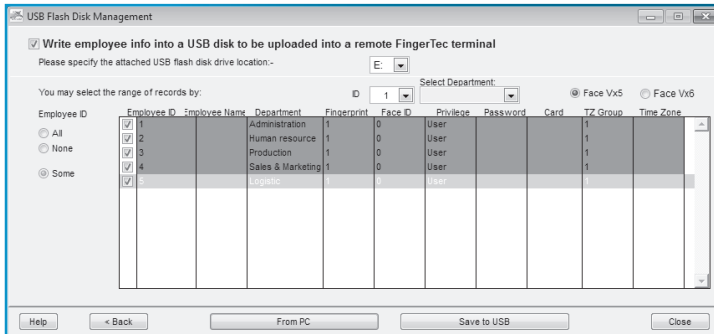 USB Flash Disk Management
Write employee info into a USB disk to be uploaded into a remote FingerTec terminal
Please specify the attached USB flash disk drive location:- E:
Select Department:
You may select the range of records by: ID 1 Face Vx5 Face Vx6
Employee ID Employee ID Employee Name Department Fingerprint Face ID Privilege Password Card TZ Group Time Zone
All 1 Administration 1 0 User 1
None 2 Human resource 1 0 User 1
3 Production 1 0 User 1
Some 4 Sales & Marketing 1 0 User 1
5 Logistic 1 0 User 1
Help < Back From PC Save to USB Close